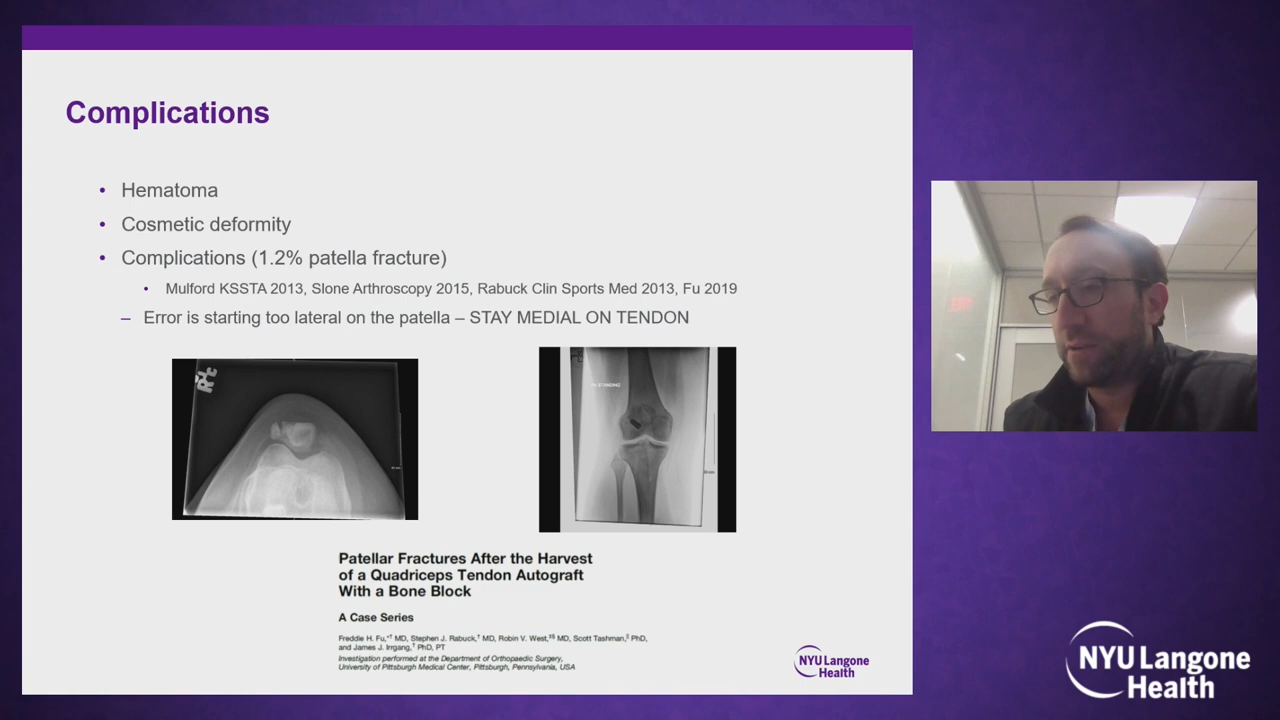 Complications
• Hematoma
• Cosmetic deformity
• Complications (1.2% patella fracture)
• Mulford KSSTA 2013, Slone Arthroscopy 2015, Rabuck Clin Sports Med 2013, Fu 2019
– Error is starting too lateral on the patella – STAY MEDIAL ON TENDON
STANDING
Patellar Fractures After the Harvest
of a Quadriceps Tendon Autograft
With a Bone Block
A Case Series
Freddie H. Fu,*† MD, Stephen J. Rabuck,† MD, Robin V. West,‡§ MD, Scott Tashman,|| PhD,
and James J. Irrgang,† PhD, PT
Investigation performed at the Department of Orthopaedic Surgery,
University of Pittsburgh Medical Center, Pittsburgh, Pennsylvania, USA
NYU Langone
Health
NYU Langone
Health